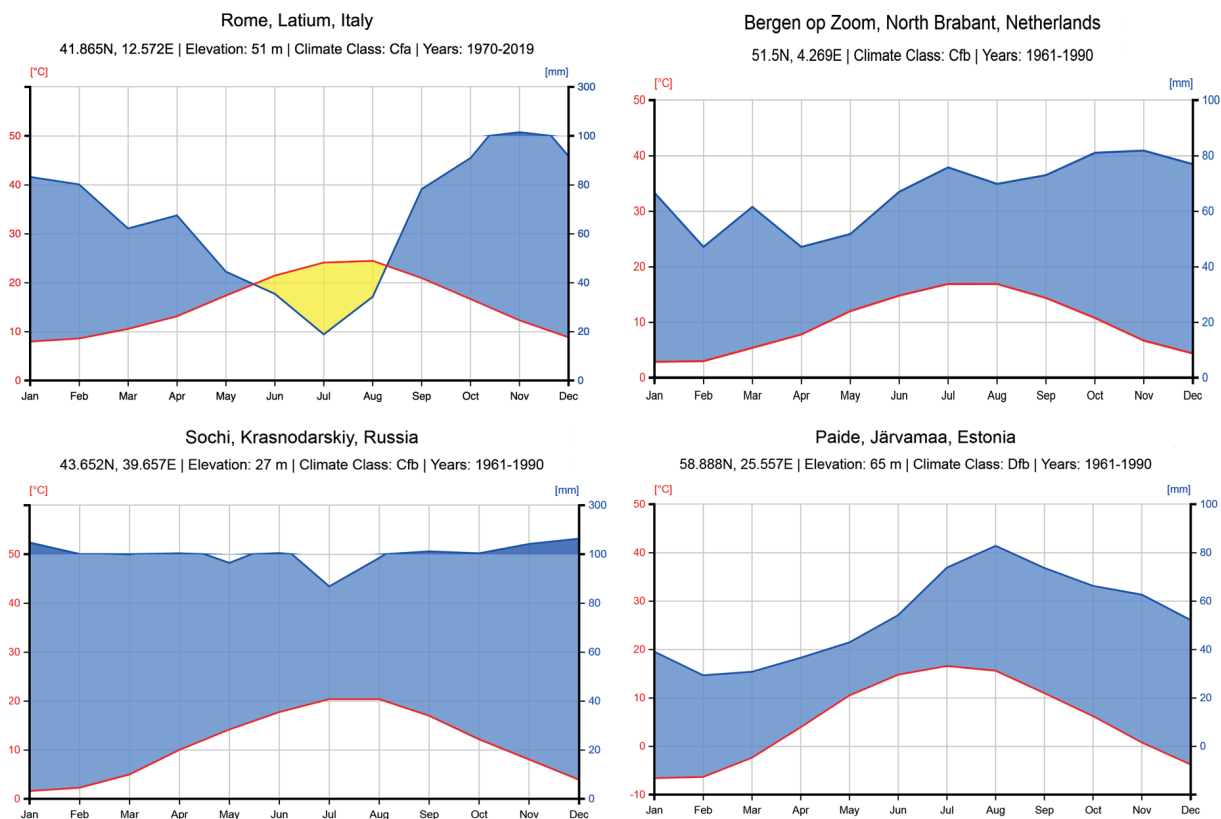 Rome, Latium, Italy
41.865N, 12.572E | Elevation: 51 m | Climate Class: Cfa | Years: 1970-2019
[°C] [mm]
300
50 100
40 80
30 60
20 40
10 20
0 0
Jan Feb Mar Apr May Jun Jul Aug Sep Oct Nov Dec
Bergen op Zoom, North Brabant, Netherlands
51.5N, 4.269E | Climate Class: Cfb | Years: 1961-1990
[°C] [mm]
50 100
40 80
30 60
20 40
10 20
0 0
Jan Feb Mar Apr May Jun Jul Aug Sep Oct Nov Dec
Sochi, Krasnodarskiy, Russia
43.652N, 39.657E | Elevation: 27 m | Climate Class: Cfb | Years: 1961-1990
[°C] [mm]
300
50 100
40 80
30 60
20 40
10 20
0 0
Jan Feb Mar Apr May Jun Jul Aug Sep Oct Nov Dec
Paide, Järvamaa, Estonia
58.888N, 25.557E | Elevation: 65 m | Climate Class: Dfb | Years: 1961-1990
[°C] [mm]
50 100
40 80
30 60
20 40
10 20
0 0
-10
Jan Feb Mar Apr May Jun Jul Aug Sep Oct Nov Dec